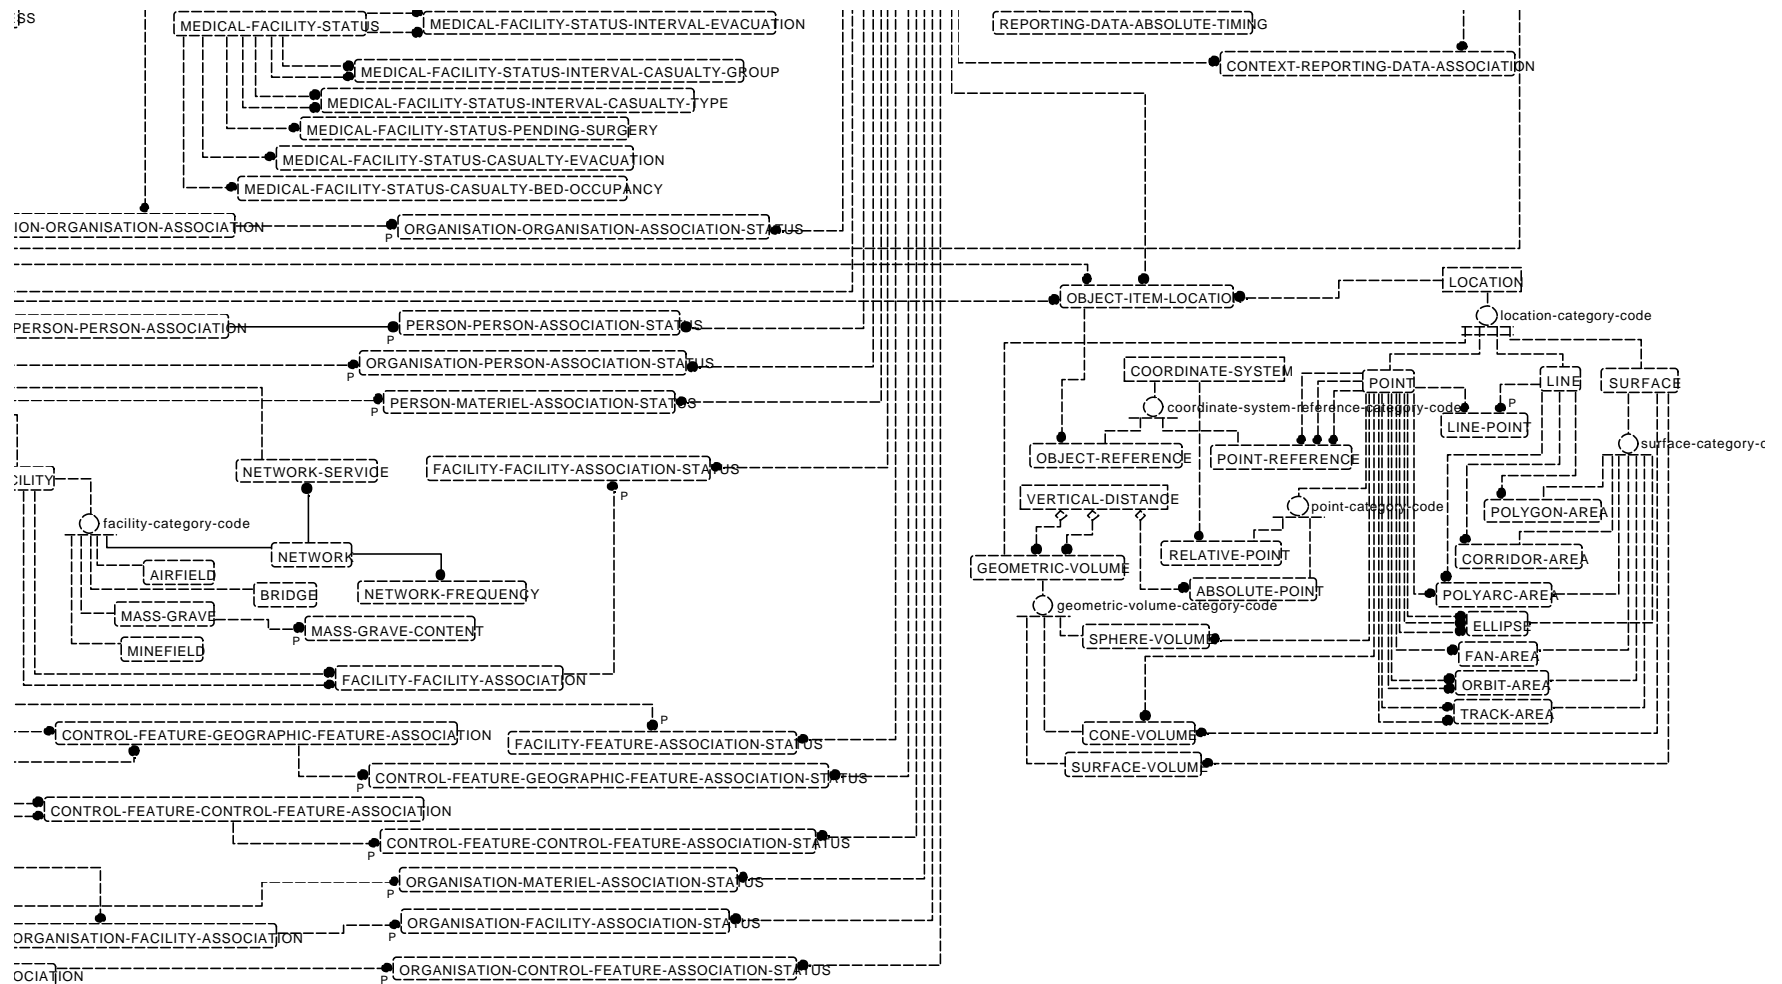 SS
MEDICAL-FACILITY-STATUS
MEDICAL-FACILITY-STATUS-INTERVAL-EVACUATION
MEDICAL-FACILITY-STATUS-INTERVAL-CASUALTY-GROUP
MEDICAL-FACILITY-STATUS-INTERVAL-CASUALTY-TYPE
MEDICAL-FACILITY-STATUS-PENDING-SURGERY
MEDICAL-FACILITY-STATUS-CASUALTY-EVACUATION
MEDICAL-FACILITY-STATUS-CASUALTY-BED-OCCUPANCY
ION-ORGANISATION-ASSOCIATION
P
ORGANISATION-ORGANISATION-ASSOCIATION-STATUS
PERSON-PERSON-ASSOCIATION
P
PERSON-PERSON-ASSOCIATION-STATUS
P
ORGANISATION-PERSON-ASSOCIATION-STATUS
P
PERSON-MATERIEL-ASSOCIATION-STATUS
CILITY
NETWORK-SERVICE
FACILITY-FACILITY-ASSOCIATION-STATUS
P
facility-category-code
NETWORK
AIRFIELD
BRIDGE
NETWORK-FREQUENCY
MASS-GRAVE
P
MASS-GRAVE-CONTENT
MINEFIELD
FACILITY-FACILITY-ASSOCIATION
P
CONTROL-FEATURE-GEOGRAPHIC-FEATURE-ASSOCIATION
FACILITY-FEATURE-ASSOCIATION-STATUS
P
CONTROL-FEATURE-GEOGRAPHIC-FEATURE-ASSOCIATION-STATUS
CONTROL-FEATURE-CONTROL-FEATURE-ASSOCIATION
P
CONTROL-FEATURE-CONTROL-FEATURE-ASSOCIATION-STATUS
P
ORGANISATION-MATERIEL-ASSOCIATION-STATUS
ORGANISATION-FACILITY-ASSOCIATION
P
ORGANISATION-FACILITY-ASSOCIATION-STATUS
OCIATION
P
ORGANISATION-CONTROL-FEATURE-ASSOCIATION-STATUS
REPORTING-DATA-ABSOLUTE-TIMING
CONTEXT-REPORTING-DATA-ASSOCIATION
OBJECT-ITEM-LOCATION
LOCATION
location-category-code
COORDINATE-SYSTEM
POINT
LINE
SURFACE
coordinate-system-reference-category-code
P
LINE-POINT
surface-category-c
OBJECT-REFERENCE
POINT-REFERENCE
VERTICAL-DISTANCE
point-category-code
POLYGON-AREA
RELATIVE-POINT
CORRIDOR-AREA
GEOMETRIC-VOLUME
ABSOLUTE-POINT
POLYARC-AREA
geometric-volume-category-code
ELLIPSE
SPHERE-VOLUME
FAN-AREA
ORBIT-AREA
TRACK-AREA
CONE-VOLUME
SURFACE-VOLUME